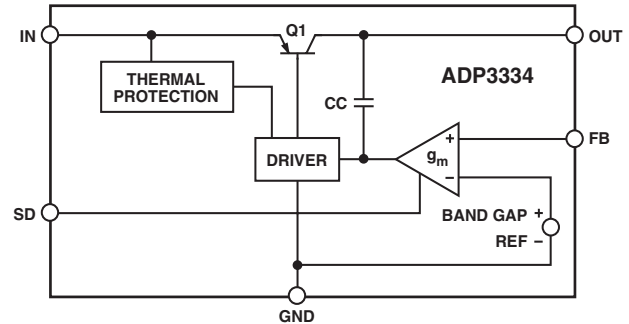 IN
Q1
OUT
THERMAL
PROTECTION
ADP3334
CC
DRIVER
+
gm
−
FB
SD
BAND GAP +
REF −
GND